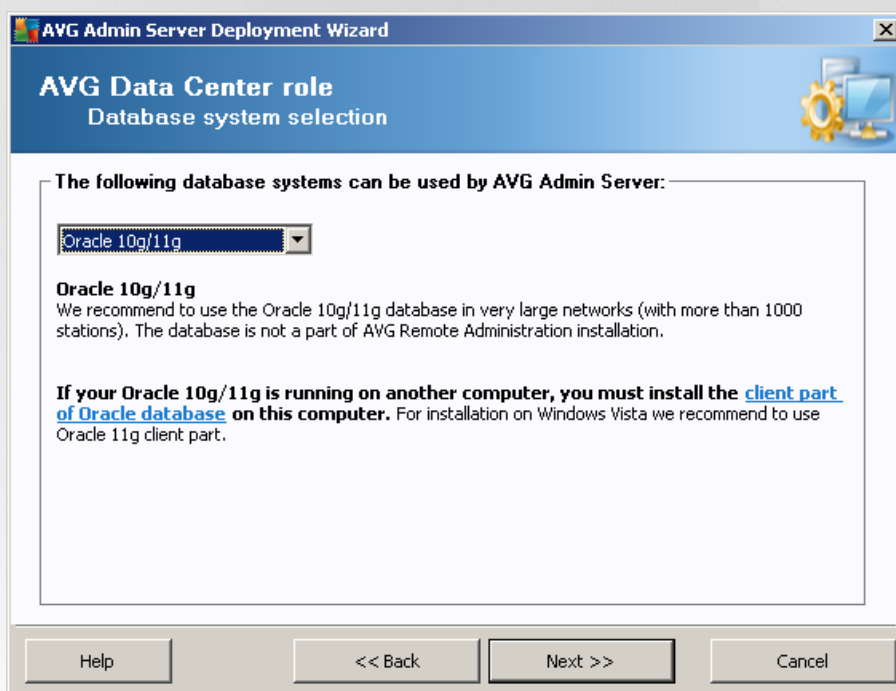 AVG Admin Server Deployment Wizard
AVG Data Center role
Database system selection
The following database systems can be used by AVG Admin Server:
Oracle 10g/11g
Oracle 10g/11g
We recommend to use the Oracle 10g/11g database in very large networks (with more than 1000
stations). The database is not a part of AVG Remote Administration installation.
If your Oracle 10g/11g is running on another computer, you must install the client part
of Oracle database on this computer. For installation on Windows Vista we recommend to use
Oracle 11g client part.
Help
<< Back
Next >>
Cancel